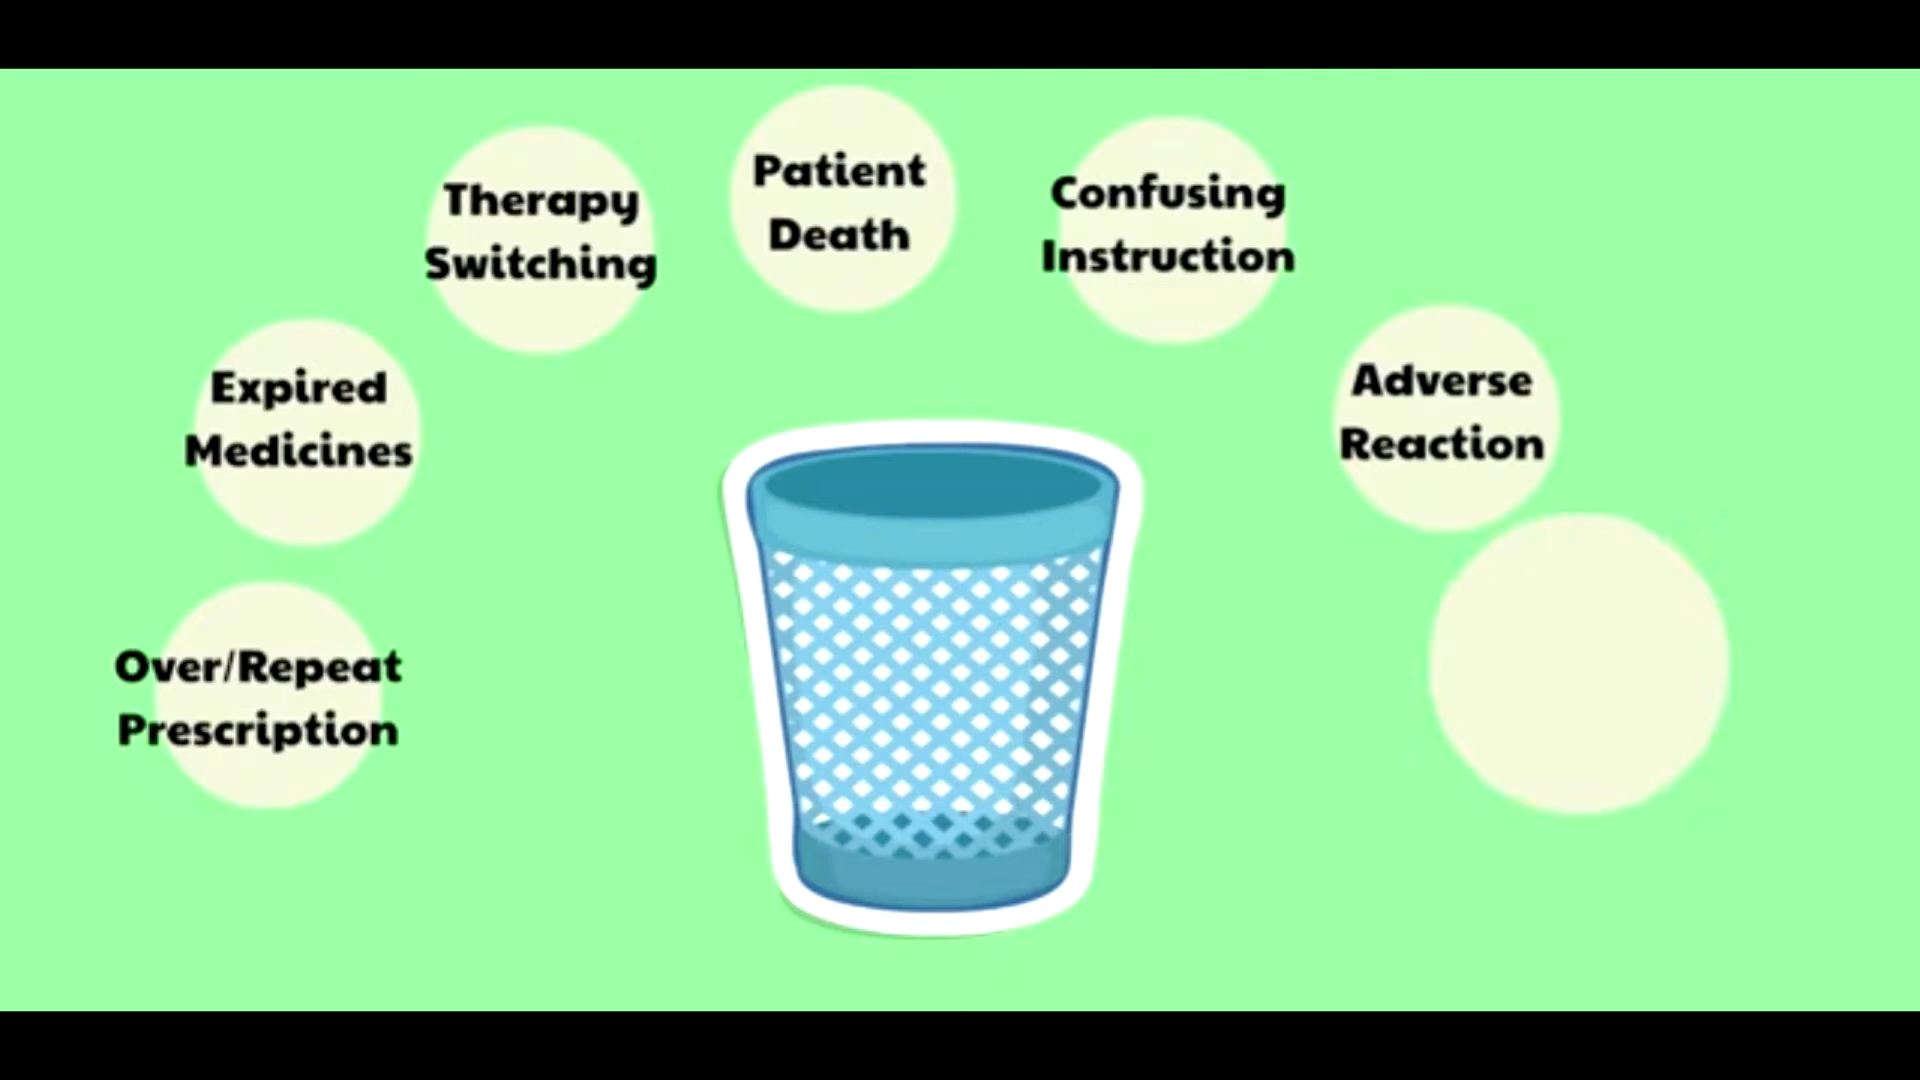 Therapy
Switching
Patient
Death
Confusing
Instruction
Expired
Medicines
Adverse
Reaction
Over/Repeat
Prescription